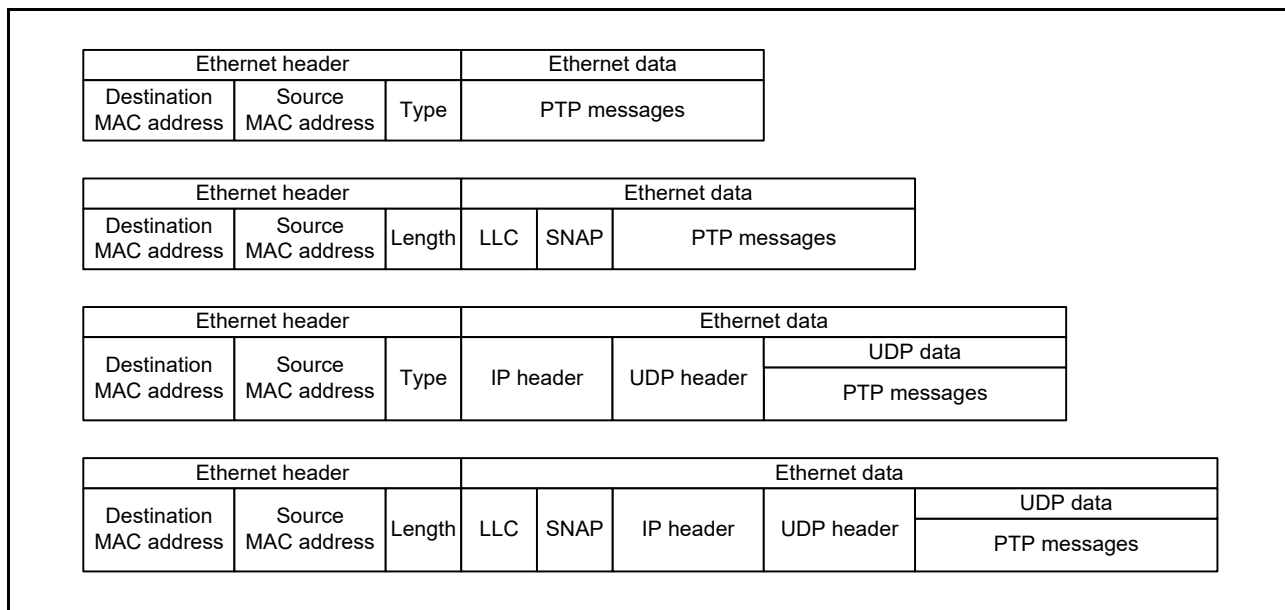 Ethernet header Ethernet data
Destination MAC address Source MAC address Type PTP messages
Ethernet header Ethernet data
Destination MAC address Source MAC address Length LLC SNAP PTP messages
Ethernet header Ethernet data
Destination MAC address Source MAC address Type IP header UDP header UDP data
PTP messages
Ethernet header Ethernet data
Destination MAC address Source MAC address Length LLC SNAP IP header UDP header UDP data
PTP messages